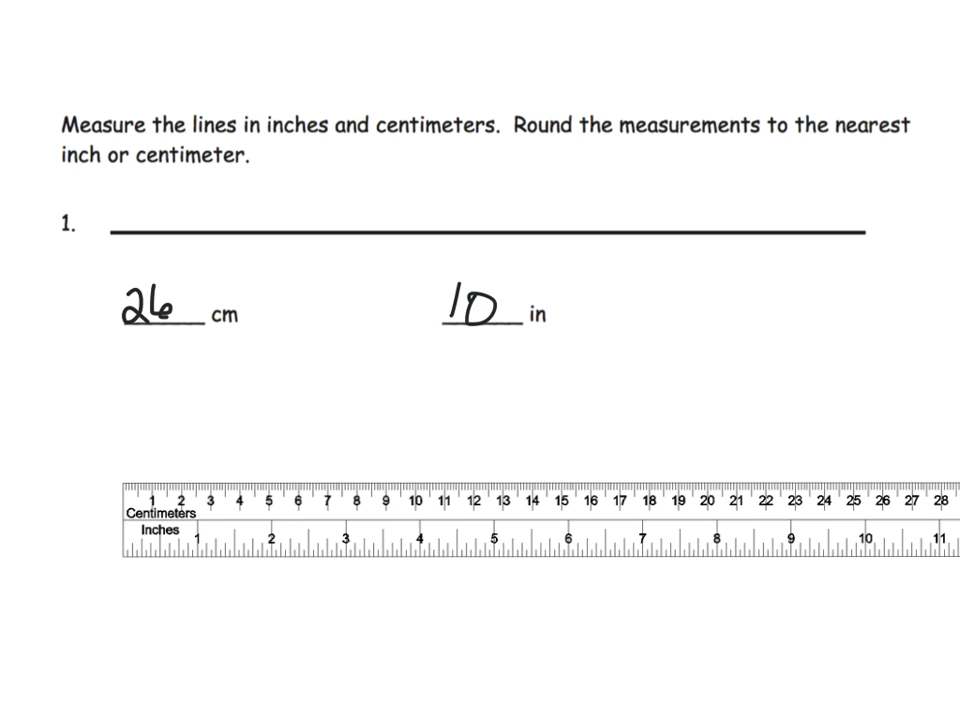 Measure the lines in inches and centimeters. Round the measurements to the nearest
inch or centimeter.
1.
26 cm 10 in
1 2 3 4 5 6 7 8 9 10 11 12 13 14 15 16 17 18 19 20 21 22 23 24 25 26 27 28
Centimeters
Inches
1 2 3 4 5 6 7 8 9 10 11